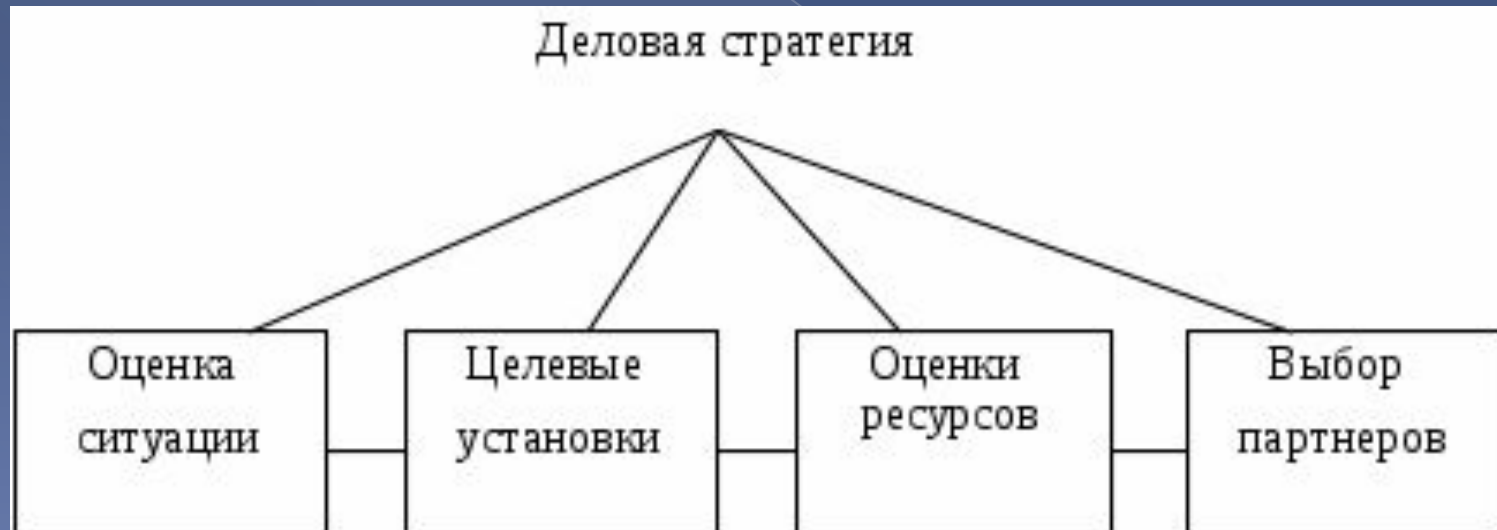 Деловая стратегия
Оценка
ситуации
Целевые
установки
Оценки
ресурсов
Выбор
партнеров